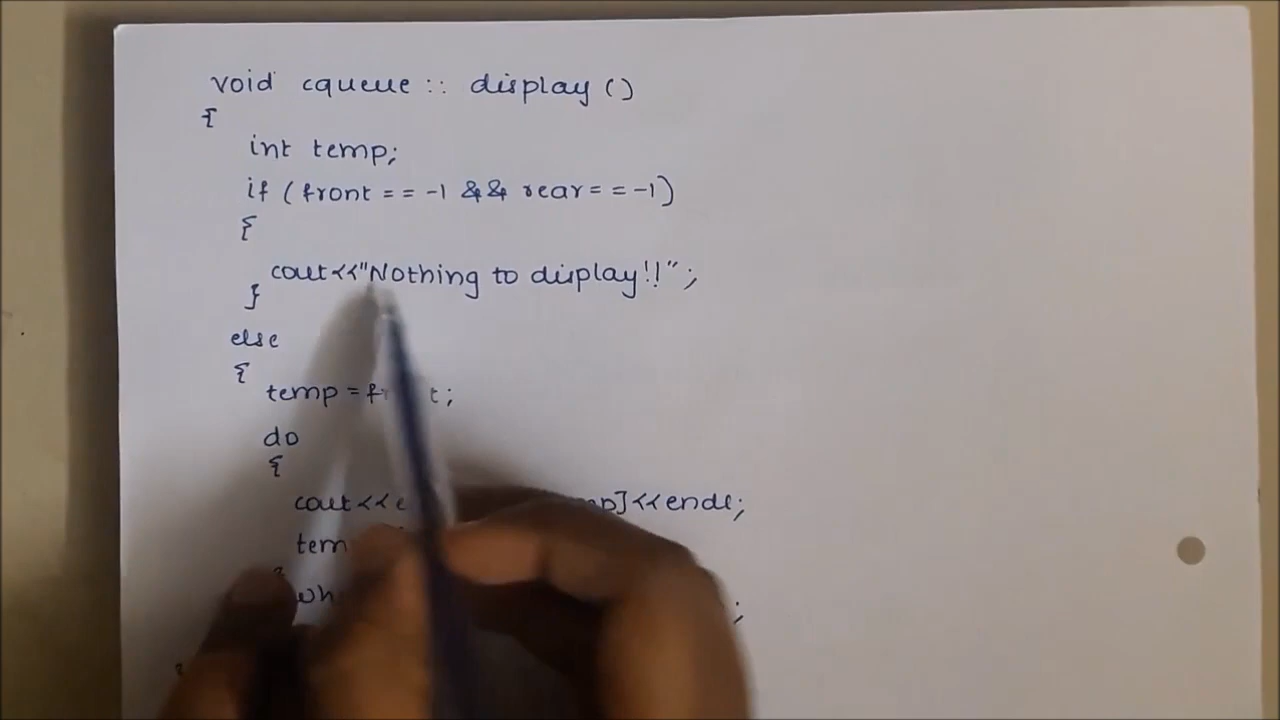 void cqueue :: display ()
{
int temp;
if (front == -1 && rear == -1)
{
cout<<"Nothing to display!!";
}
else
{
temp = ;
do
{
cout<< ]<<endl;
;
}